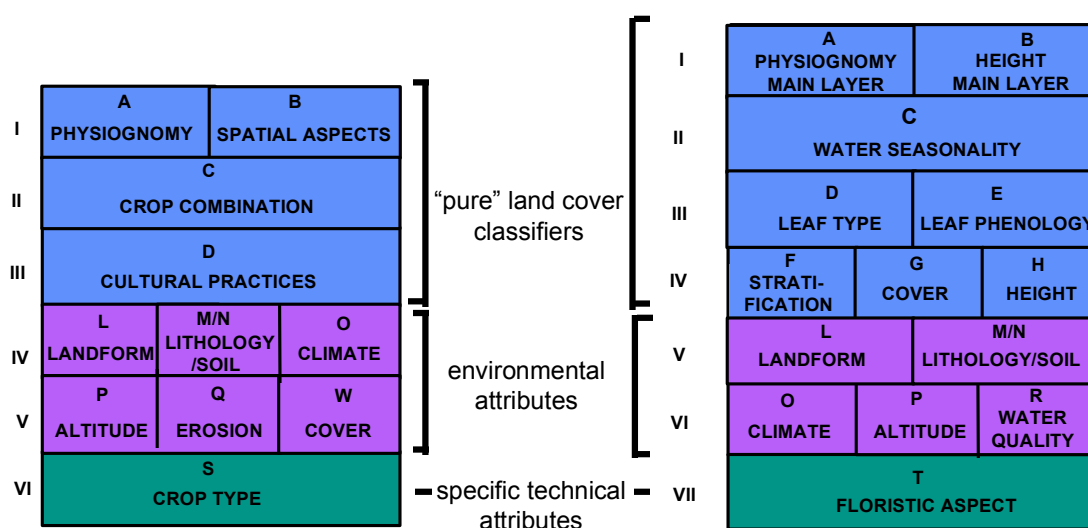 I
A
PHYSIOGNOMY
B
SPATIAL ASPECTS
II
C
CROP COMBINATION
III
D
CULTURAL PRACTICES
IV
L
LANDFORM
M/N
LITHOLOGY
/SOIL
O
CLIMATE
V
P
ALTITUDE
Q
EROSION
W
COVER
VI
S
CROP TYPE
“pure” land cover
classifiers
environmental
attributes
specific technical
attributes
I
A
PHYSIOGNOMY
MAIN LAYER
B
HEIGHT
MAIN LAYER
II
C
WATER SEASONALITY
III
D
LEAF TYPE
E
LEAF PHENOLOGY
IV
F
STRATI-
FICATION
G
COVER
H
HEIGHT
V
L
LANDFORM
M/N
LITHOLOGY/SOIL
VI
O
CLIMATE
P
ALTITUDE
R
WATER
QUALITY
VII
T
FLORISTIC ASPECT